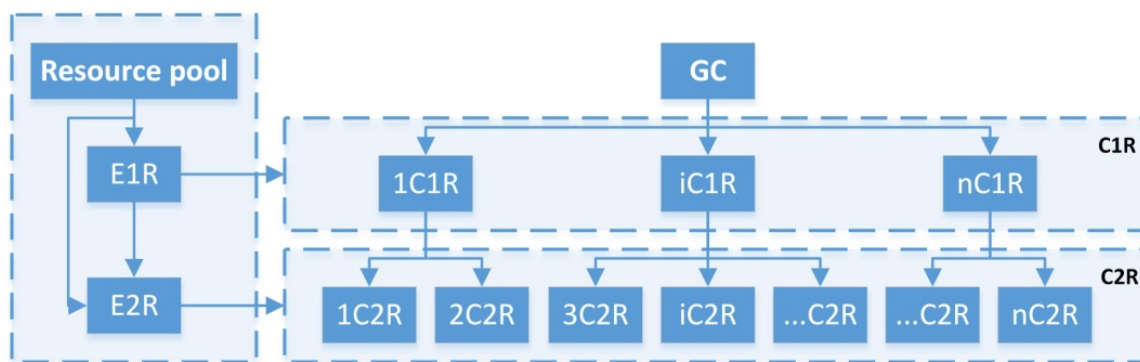 Resource pool
GC
C1R
E1R
1C1R
iC1R
nC1R
C2R
E2R
1C2R
2C2R
3C2R
iC2R
...C2R
...C2R
nC2R